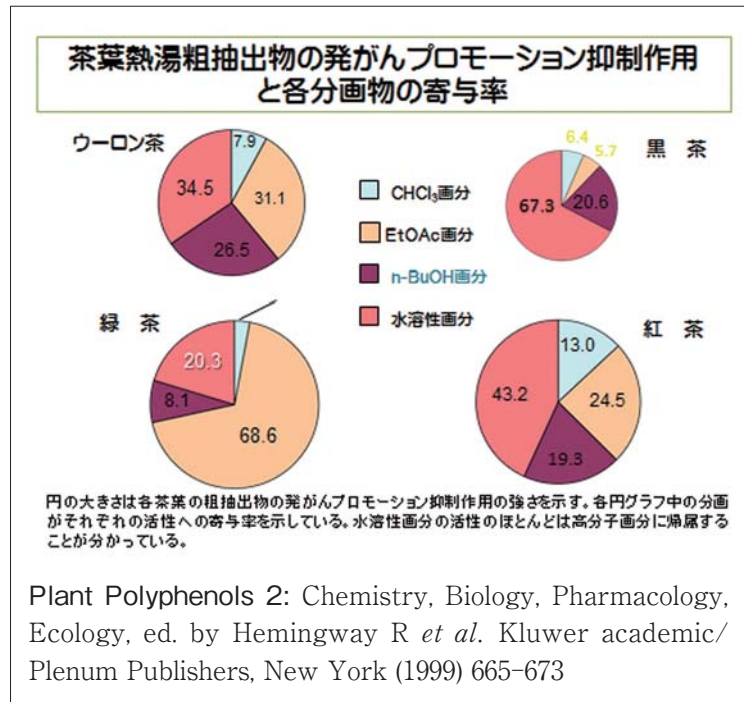 茶葉熱湯粗抽出物の発がんプロモーション抑制作用
と各分画物の寄与率
ウーロン茶
7.9
31.1
26.5
34.5
CHCl₃画分
EtOAc画分
n-BuOH画分
水溶性画分
黒 茶
6.4
5.7
20.6
67.3
緑 茶
20.3
8.1
68.6
紅 茶
13.0
24.5
19.3
43.2
円の大きさは各茶葉の粗抽出物の発がんプロモーション抑制作用の強さを示す。各円グラフ中の分画
がそれぞれの活性への寄与率を示している。水溶性画分の活性のほとんどは高分子画分に帰属する
ことが分かっている。
Plant Polyphenols 2: Chemistry, Biology, Pharmacology,
Ecology, ed. by Hemingway R et al. Kluwer academic/
Plenum Publishers, New York (1999) 665-673